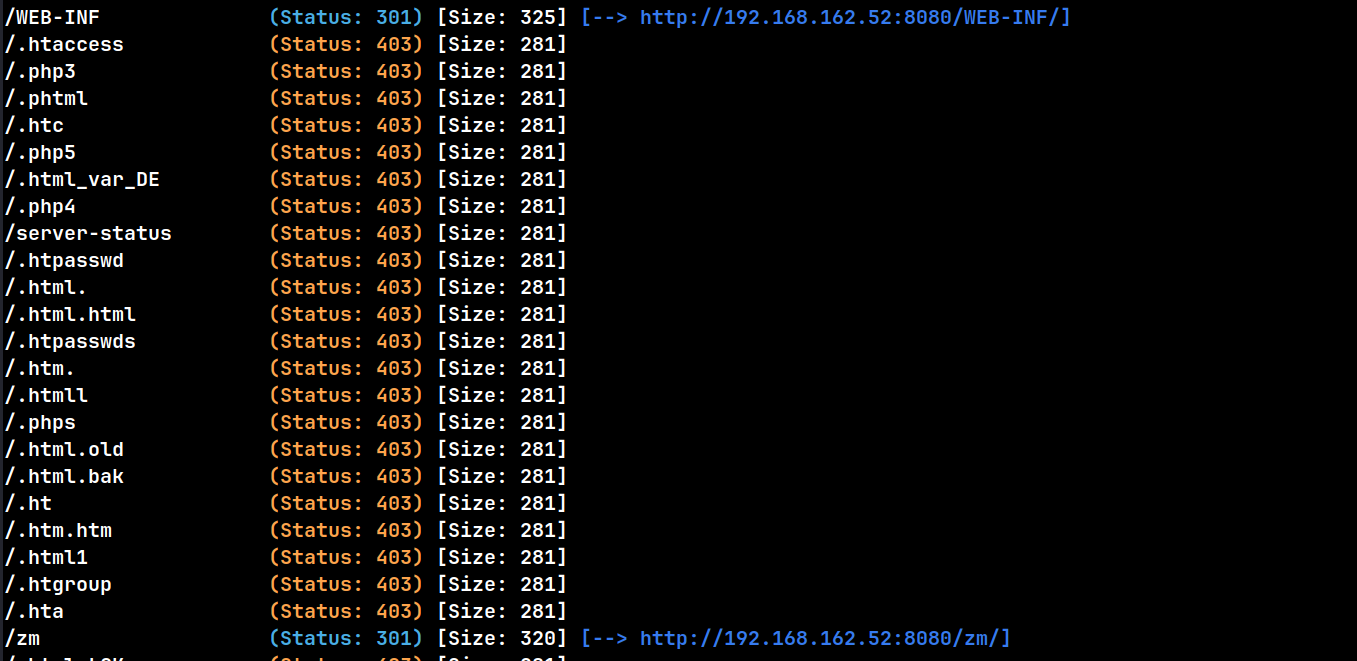 /WEB-INF (Status: 301) [Size: 325] [--> http://192.168.162.52:8080/WEB-INF/]
/.htaccess (Status: 403) [Size: 281]
/.php3 (Status: 403) [Size: 281]
/.phtml (Status: 403) [Size: 281]
/.htc (Status: 403) [Size: 281]
/.php5 (Status: 403) [Size: 281]
/.html_var_DE (Status: 403) [Size: 281]
/.php4 (Status: 403) [Size: 281]
/server-status (Status: 403) [Size: 281]
/.htpasswd (Status: 403) [Size: 281]
/.html. (Status: 403) [Size: 281]
/.html.html (Status: 403) [Size: 281]
/.htpasswds (Status: 403) [Size: 281]
/.htm. (Status: 403) [Size: 281]
/.htmll (Status: 403) [Size: 281]
/.phps (Status: 403) [Size: 281]
/.html.old (Status: 403) [Size: 281]
/.html.bak (Status: 403) [Size: 281]
/.ht (Status: 403) [Size: 281]
/.htm.htm (Status: 403) [Size: 281]
/.html1 (Status: 403) [Size: 281]
/.htgroup (Status: 403) [Size: 281]
/.hta (Status: 403) [Size: 281]
/zm (Status: 301) [Size: 320] [--> http://192.168.162.52:8080/zm/]